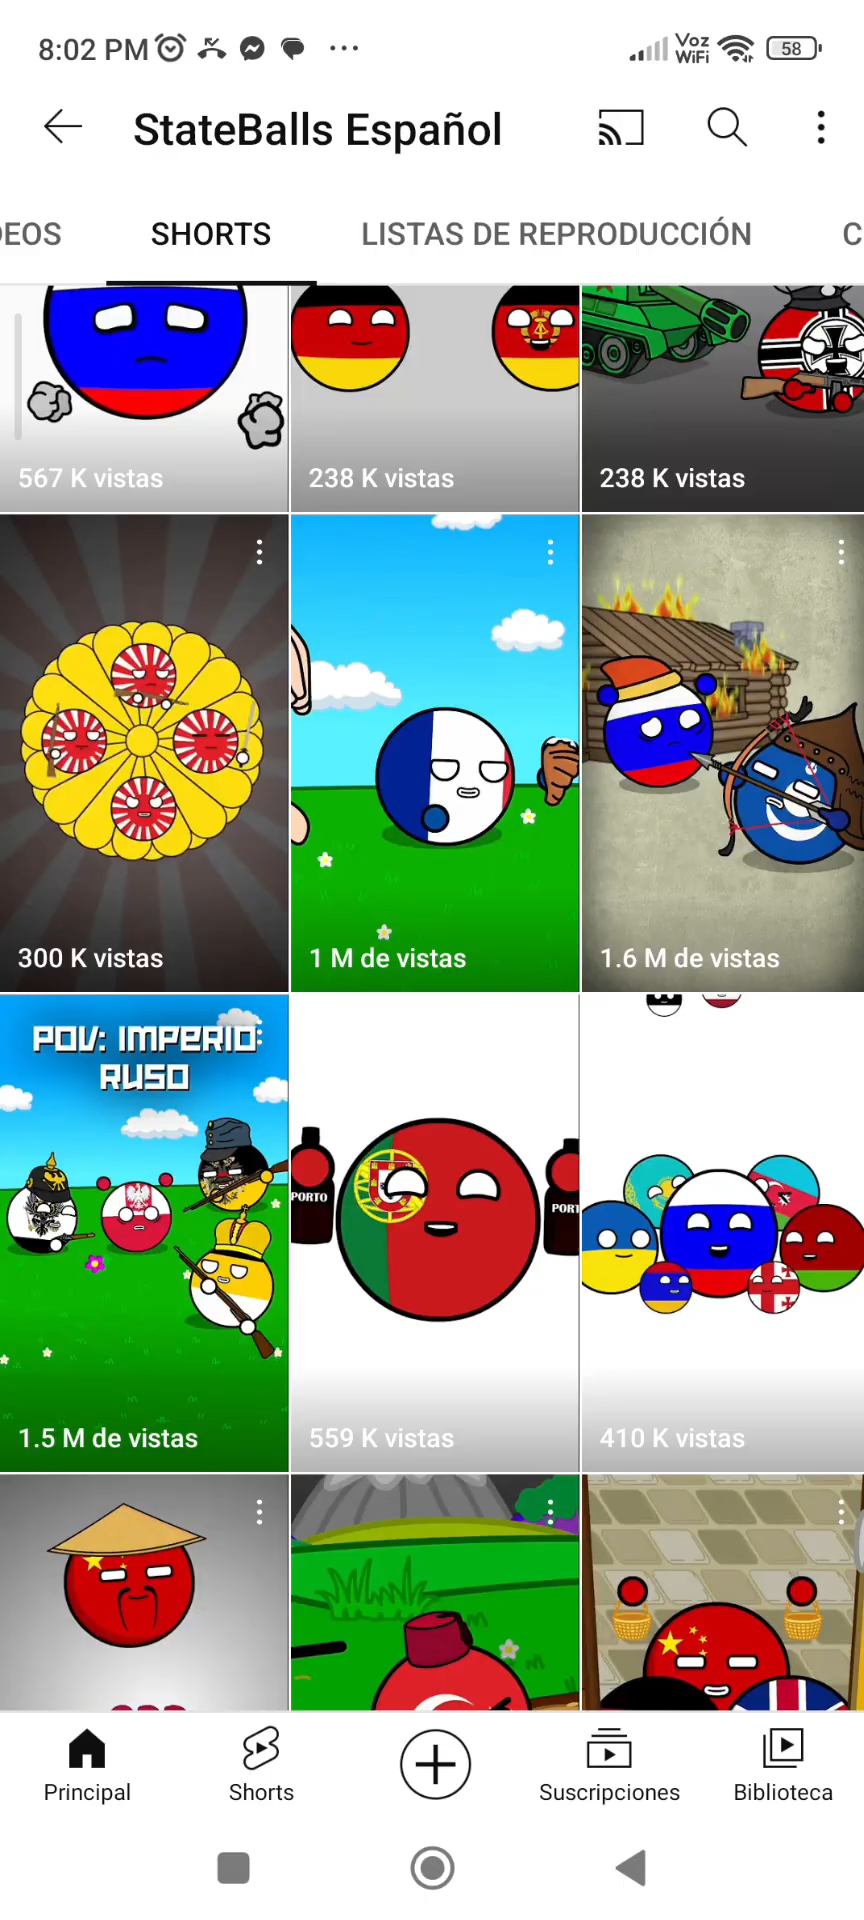 8:02 PM
Voz
WiFi
58
StateBalls Español
DEOS
SHORTS
LISTAS DE REPRODUCCIÓN
C
567 K vistas
238 K vistas
238 K vistas
300 K vistas
1 M de vistas
1.6 M de vistas
POV: IMPERIO
RUSO
PORTO
PORT
1.5 M de vistas
559 K vistas
410 K vistas
Principal
Shorts
Suscripciones
Biblioteca